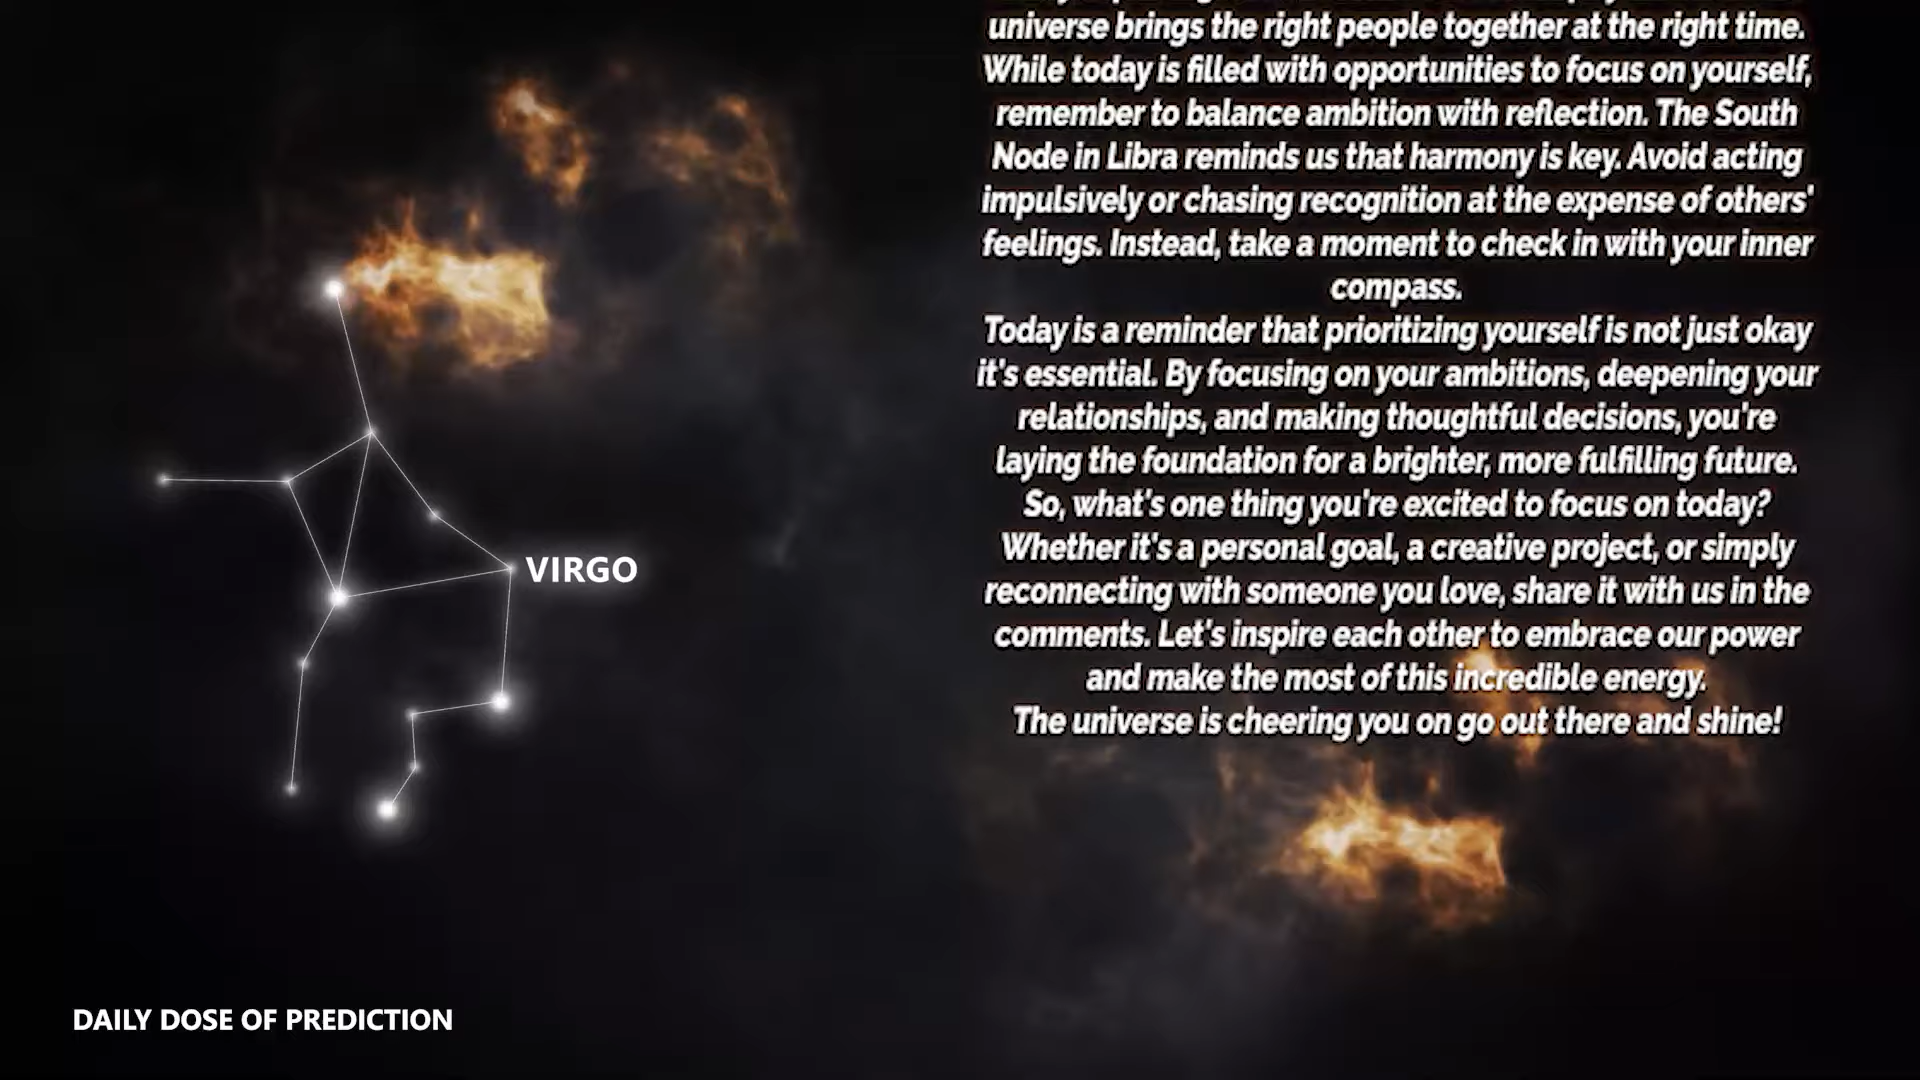 universe brings the right people together at the right time.
While today is filled with opportunities to focus on yourself,
remember to balance ambition with reflection. The South
Node in Libra reminds us that harmony is key. Avoid acting
impulsively or chasing recognition at the expense of others'
feelings. Instead, take a moment to check in with your inner
compass.
Today is a reminder that prioritizing yourself is not just okay
it's essential. By focusing on your ambitions, deepening your
relationships, and making thoughtful decisions, you're
laying the foundation for a brighter, more fulfilling future.
So, what's one thing you're excited to focus on today?
Whether it's a personal goal, a creative project, or simply
reconnecting with someone you love, share it with us in the
comments. Let's inspire each other to embrace our power
and make the most of this incredible energy.
The universe is cheering you on go out there and shine!
VIRGO
DAILY DOSE OF PREDICTION